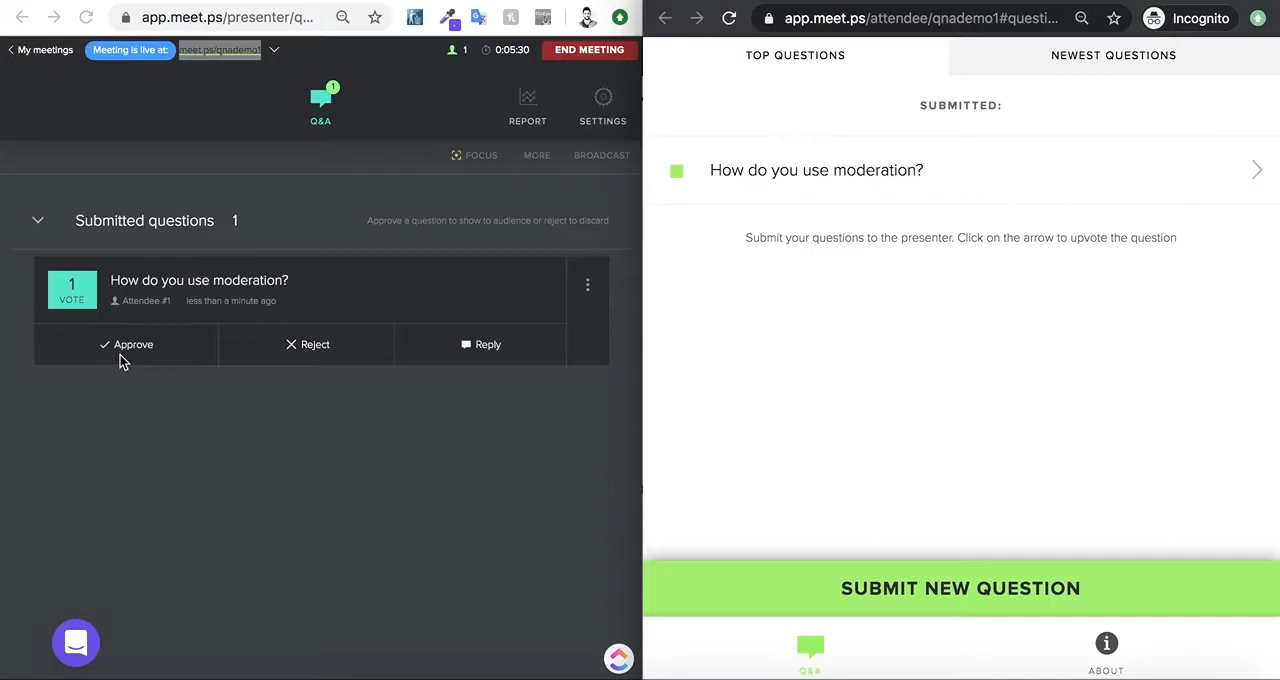 app.meet.ps/presenter/q...
My meetings
Meeting is live at:
meet.ps/qnademo1
1
0:05:30
END MEETING
1
Q&A
REPORT
SETTINGS
FOCUS
MORE
BROADCAST
Submitted questions 1
Approve a question to show to audience or reject to discard
1
VOTE
How do you use moderation?
Attendee #1 less than a minute ago
Approve
Reject
Reply
app.meet.ps/attendee/qnademo1#questi...
Incognito
TOP QUESTIONS
NEWEST QUESTIONS
SUBMITTED:
How do you use moderation?
Submit your questions to the presenter. Click on the arrow to upvote the question
SUBMIT NEW QUESTION
Q&A
ABOUT